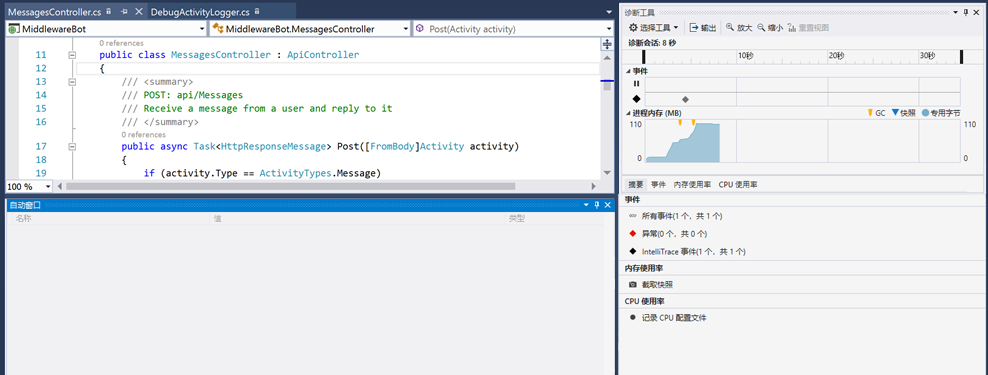 MessagesController.cs
DebugActivityLogger.cs
MiddlewareBot
MiddlewareBot.MessagesController
Post(Activity activity)
0 references
11 public class MessagesController : ApiController
12 {
13 /// <summary>
14 /// POST: api/Messages
15 /// Receive a message from a user and reply to it
16 /// </summary>
0 references
17 public async Task<HttpResponseMessage> Post([FromBody]Activity activity)
18 {
19 if (activity.Type == ActivityTypes.Message)
100 %
自动窗口
名称 值 类型
诊断工具
选择工具 输出 放大 缩小 重置视图
诊断会话: 8 秒
10秒 20秒 30秒
事件
进程内存 (MB) GC 快照 专用字节
110 110
0 0
摘要 事件 内存使用率 CPU 使用率
事件
所有事件(1 个，共 1 个)
异常(0 个，共 0 个)
IntelliTrace 事件(1 个，共 1 个)
内存使用率
截取快照
CPU 使用率
记录 CPU 配置文件